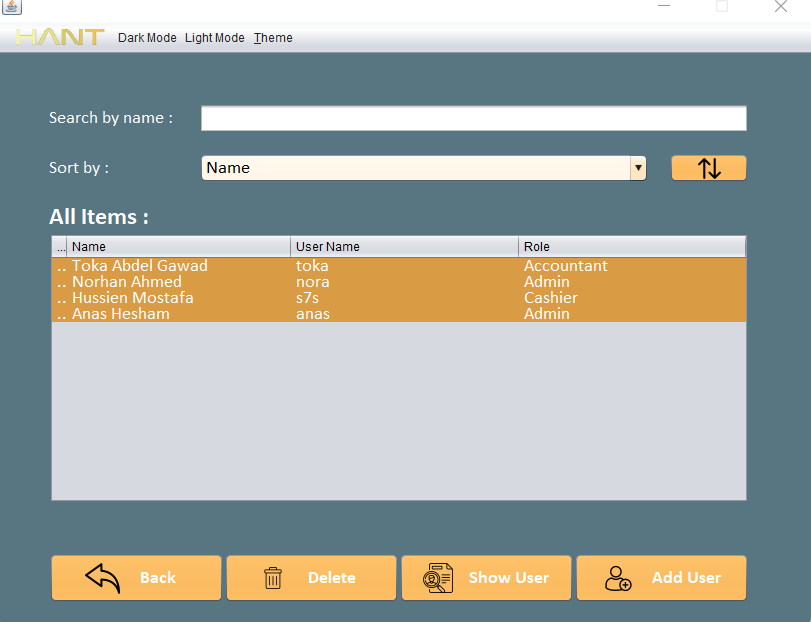 HANT Dark Mode Light Mode Theme
Search by name :
Sort by : Name
All Items :
... Name User Name Role
.. Toka Abdel Gawad toka Accountant
.. Norhan Ahmed nora Admin
.. Hussien Mostafa s7s Cashier
.. Anas Hesham anas Admin
Back Delete Show User Add User